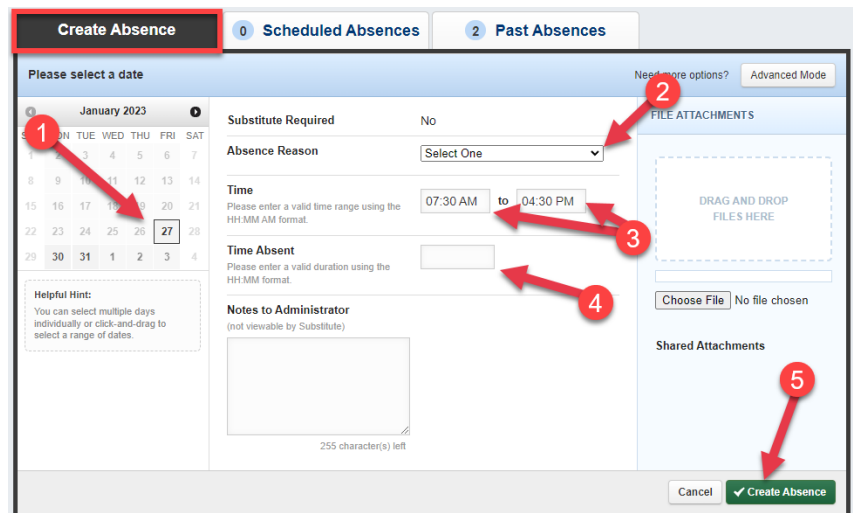 Create Absence
0 Scheduled Absences
2 Past Absences
Please select a date
Need more options?
Advanced Mode
January 2023
TUE WED THU FRI SAT
1 2 3 4 5 6 7
8 9 10 11 12 13 14
15 16 17 18 19 20 21
22 23 24 25 26 27 28
29 30 31 1 2 3 4
Helpful Hint:
You can select multiple days
individually or click-and-drag to
select a range of dates.
1
Substitute Required No
Absence Reason Select One
2
Time
Please enter a valid time range using the
HH:MM AM format.
07:30 AM to 04:30 PM
3
Time Absent
Please enter a valid duration using the
HH:MM format.
4
Notes to Administrator
(not viewable by Substitute)
255 character(s) left
FILE ATTACHMENTS
DRAG AND DROP
FILES HERE
Choose File No file chosen
Shared Attachments
5
Cancel
Create Absence